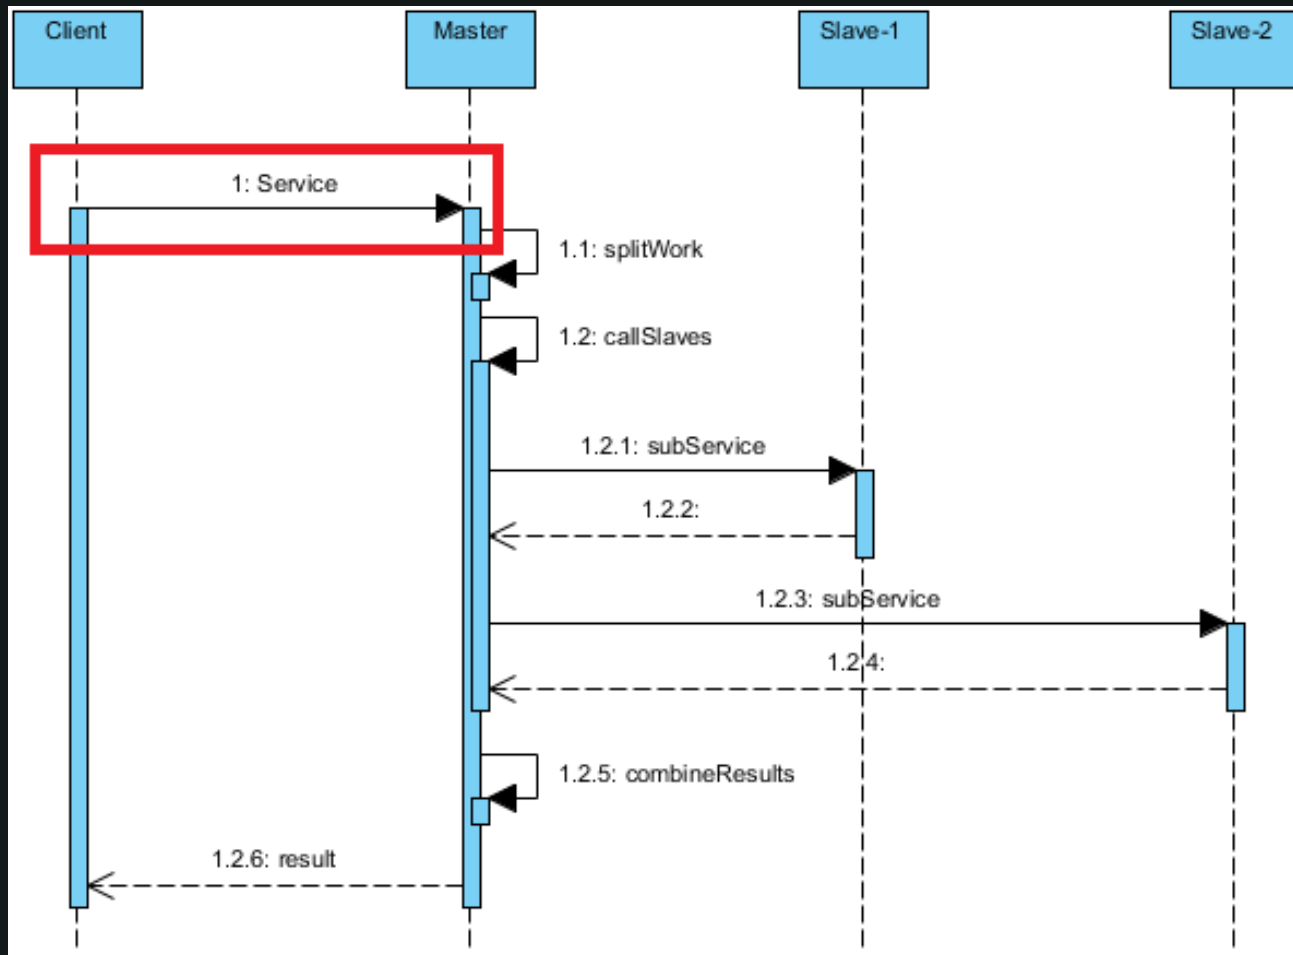 Client
Master
Slave-1
Slave-2
1: Service
1.1: splitWork
1.2: callSlaves
1.2.1: subService
1.2.2:
1.2.3: subService
1.2.4:
1.2.5: combineResults
1.2.6: result